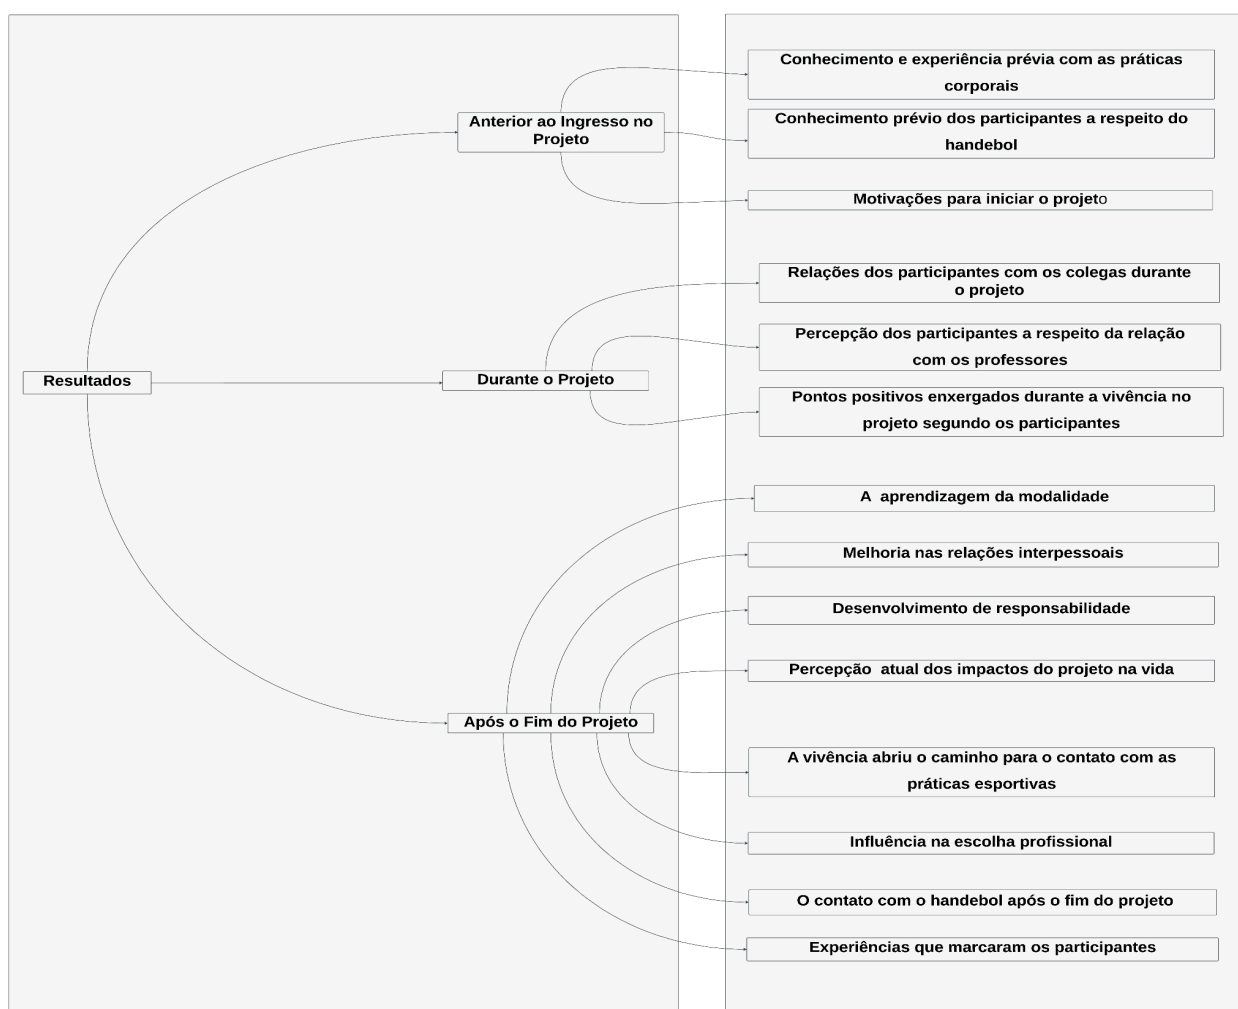 Resultados
Anterior ao Ingresso no
Projeto
Conhecimento e experiência prévia com as práticas
corporais
Conhecimento prévio dos participantes a respeito do
handebol
Motivações para iniciar o projeto
Durante o Projeto
Relações dos participantes com os colegas durante
o projeto
Percepção dos participantes a respeito da relação
com os professores
Pontos positivos enxergados durante a vivência no
projeto segundo os participantes
Após o Fim do Projeto
A aprendizagem da modalidade
Melhoria nas relações interpessoais
Desenvolvimento de responsabilidade
Percepção atual dos impactos do projeto na vida
A vivência abriu o caminho para o contato com as
práticas esportivas
Influência na escolha profissional
O contato com o handebol após o fim do projeto
Experiências que marcaram os participantes